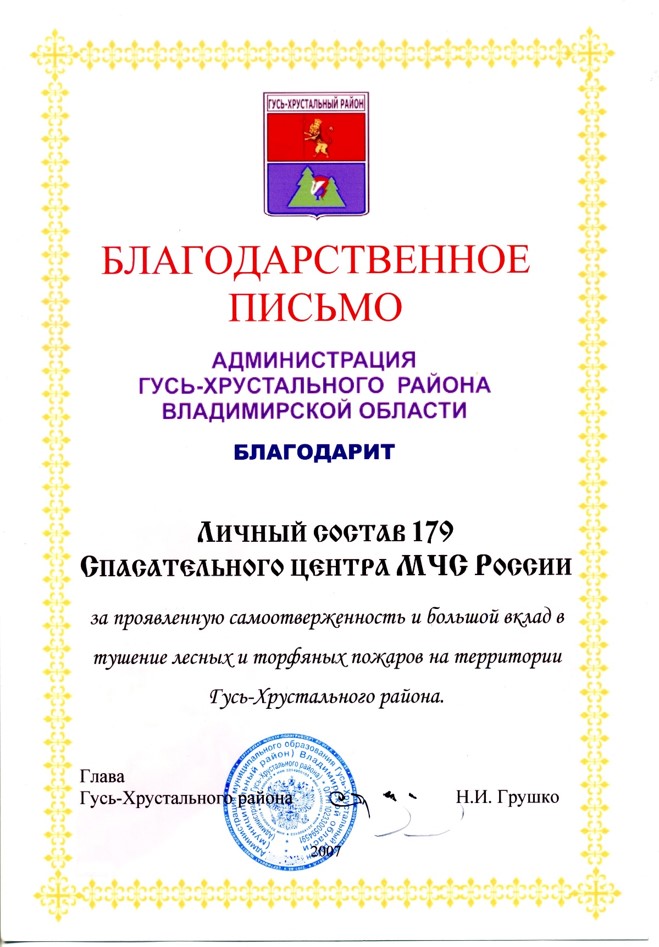 ГУСЬ-ХРУСТАЛЬНЫЙ РАЙОН
БЛАГОДАРСТВЕННОЕ
ПИСЬМО
АДМИНИСТРАЦИЯ
ГУСЬ-ХРУСТАЛЬНОГО РАЙОНА
ВЛАДИМИРСКОЙ ОБЛАСТИ
БЛАГОДАРИТ
Личный состав 179
Спасательного центра МЧС России
за проявленную самоотверженность и большой вклад в
тушение лесных и торфяных пожаров на территории
Гусь-Хрустального района.
Глава
Гусь-Хрустального района
Н.И. Грушко
2007